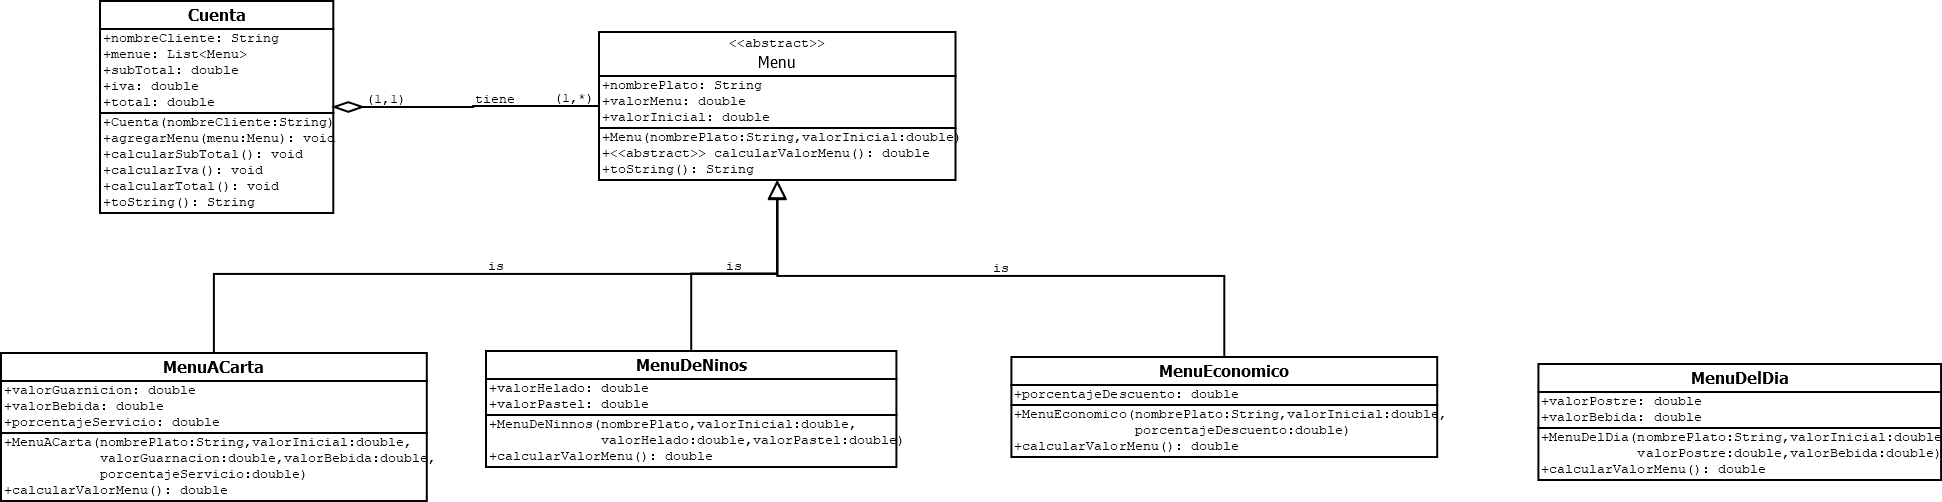 Cuenta
+nombreCliente: String
+menue: List<Menu>
+subTotal: double
+iva: double
+total: double
+Cuenta(nombreCliente:String)
+agregarMenu(menu:Menu): void
+calcularSubTotal(): void
+calcularIva(): void
+calcularTotal(): void
+toString(): String
(1,1)
tiene
(1,*)
<<abstract>>
Menu
+nombrePlato: String
+valorMenu: double
+valorInicial: double
+Menu(nombrePlato:String,valorInicial:double)
+<<abstract>> calcularValorMenu(): double
+toString(): String
is
is
is
MenuACarta
+valorGuarnicion: double
+valorBebida: double
+porcentajeServicio: double
+MenuACarta(nombrePlato:String,valorInicial:double,
valorGuarnacion:double,valorBebida:double,
porcentajeServicio:double)
+calcularValorMenu(): double
MenuDeNinos
+valorHelado: double
+valorPastel: double
+MenuDeNinnos(nombrePlato,valorInicial:double,
valorHelado:double,valorPastel:double)
+calcularValorMenu(): double
MenuEconomico
+porcentajeDescuento: double
+MenuEconomico(nombrePlato:String,valorInicial:double,
porcentajeDescuento:double)
+calcularValorMenu(): double
MenuDelDia
+valorPostre: double
+valorBebida: double
+MenuDelDia(nombrePlato:String,valorInicial:double
valorPostre:double,valorBebida:double)
+calcularValorMenu(): double